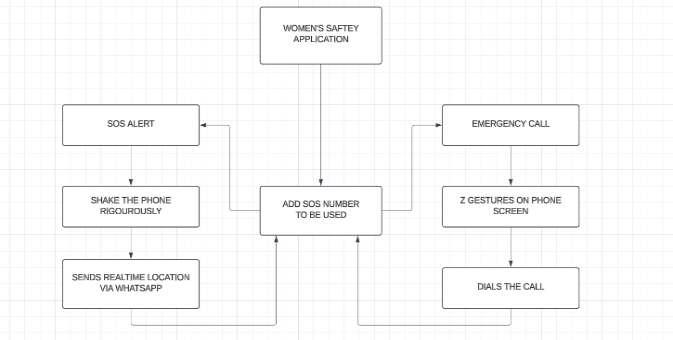 WOMEN'S SAFTEY
APPLICATION
SOS ALERT
EMERGENCY CALL
SHAKE THE PHONE
RIGOUROUSLY
ADD SOS NUMBER
TO BE USED
Z GESTURES ON PHONE
SCREEN
SENDS REALTIME LOCATION
VIA WHATSAPP
DIALS THE CALL